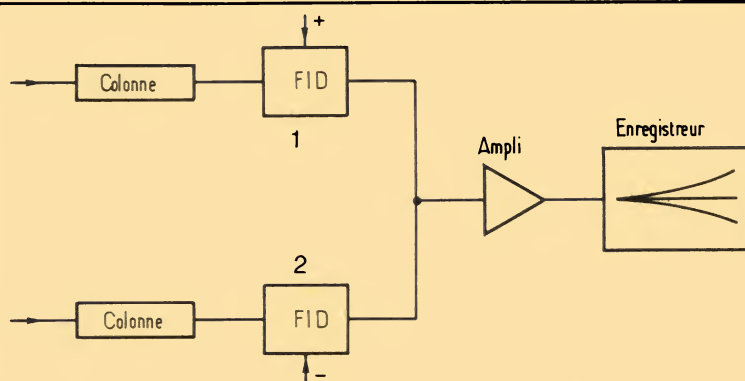 +
Colonne
FID
1
Ampli
Enregistreur
2
Colonne
FID
-